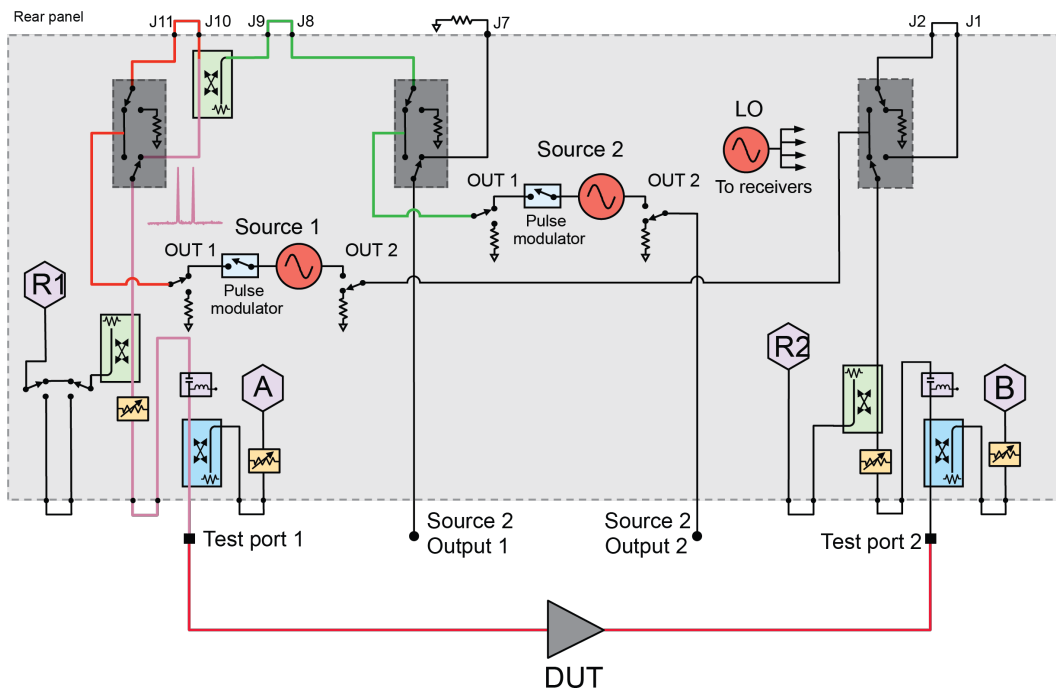 Rear panel
J11
J10
J9
J8
J7
J2
J1
LO
To receivers
Source 2
OUT 1
OUT 2
Pulse
modulator
Source 1
OUT 1
OUT 2
Pulse
modulator
R1
A
R2
B
Test port 1
Source 2
Output 1
Source 2
Output 2
Test port 2
DUT